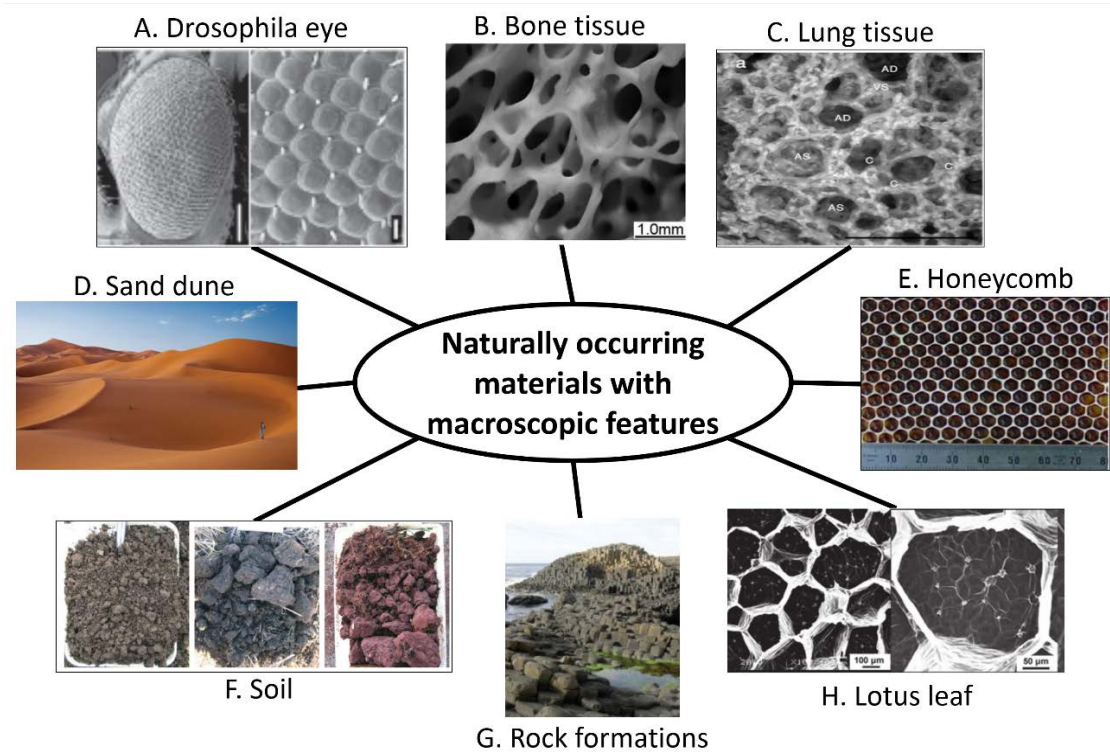 A. Drosophila eye
B. Bone tissue
C. Lung tissue
a
AD
VS
AD
AS
C
C
C
AS
1.0mm
D. Sand dune
E. Honeycomb
Naturally occurring
materials with
macroscopic features
10 20 30 40 50 60 70 8
F. Soil
G. Rock formations
100 µm
50 µm
H. Lotus leaf